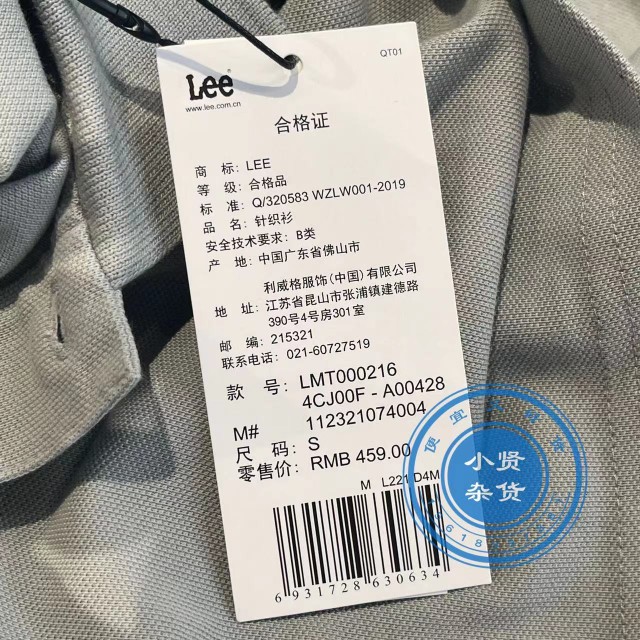 QT01
Lee
www.lee.com.cn
合格证
商 标: LEE
等 级: 合格品
标 准: Q/320583 WZLW001-2019
品 名: 针织衫
安全技术要求: B类
产 地: 中国广东省佛山市
利威格服饰(中国)有限公司
地 址: 江苏省昆山市张浦镇建德路
390号4号房301室
邮 编: 215321
联系电话: 021-60727519
款 号: LMT000216
4CJ00F - A00428
M# 112321074004
尺 码: S
零售价: RMB 459.00
M L221 D4M
6 931728 630634
小贤
杂货
便宜